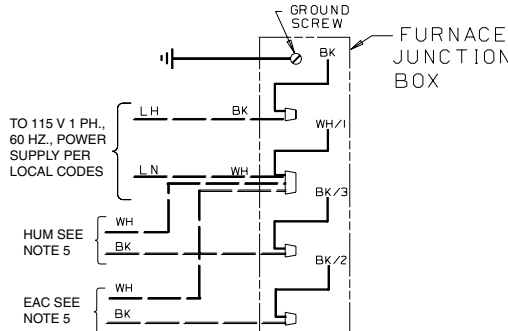 GROUND
SCREW
FURNACE
JUNCTION
BOX
BK
LH
BK
TO 115 V 1 PH.,
60 HZ., POWER
SUPPLY PER
LOCAL CODES
WH/1
LN
WH
BK/3
WH
HUM SEE
NOTE 5
BK
BK/2
WH
EAC SEE
NOTE 5
BK